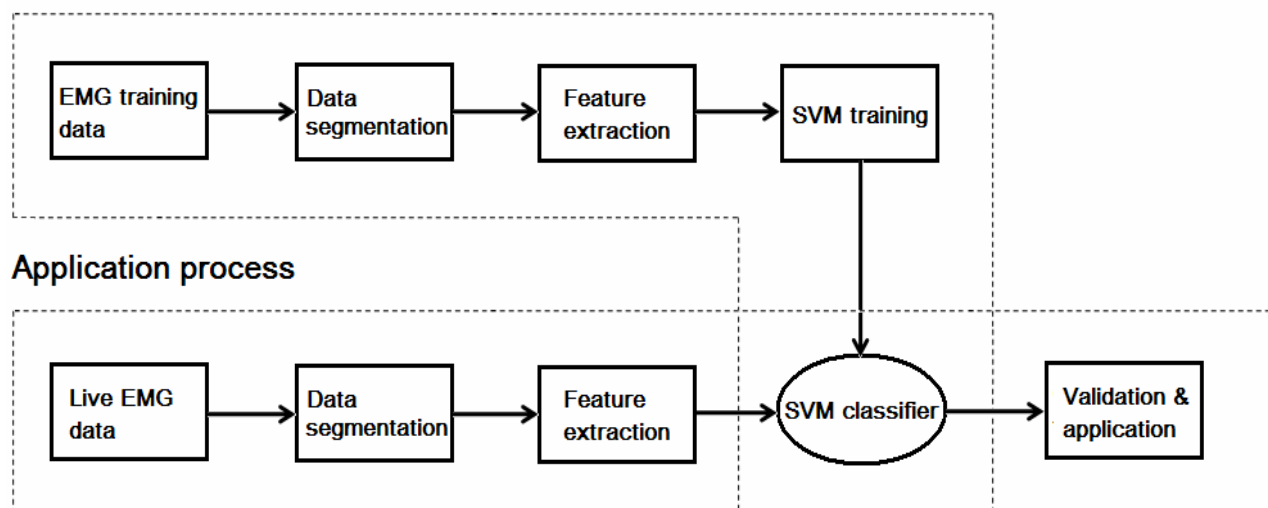 EMG training
data
Data
segmentation
Feature
extraction
SVM training
Application process
Live EMG
data
Data
segmentation
Feature
extraction
SVM classifier
Validation &
application